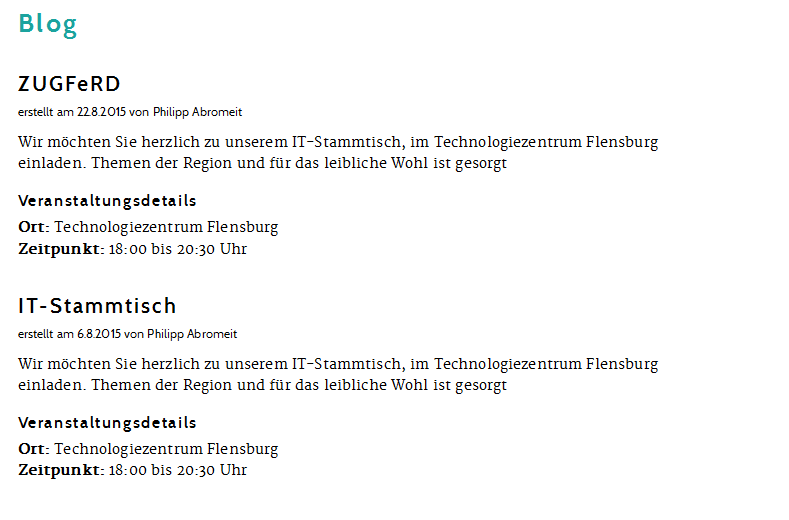 Blog
ZUGFeRD
erstellt am 22.8.2015 von Philipp Abromeit
Wir möchten Sie herzlich zu unserem IT-Stammtisch, im Technologiezentrum Flensburg
einladen. Themen der Region und für das leibliche Wohl ist gesorgt
Veranstaltungsdetails
Ort: Technologiezentrum Flensburg
Zeitpunkt: 18:00 bis 20:30 Uhr
IT-Stammtisch
erstellt am 6.8.2015 von Philipp Abromeit
Wir möchten Sie herzlich zu unserem IT-Stammtisch, im Technologiezentrum Flensburg
einladen. Themen der Region und für das leibliche Wohl ist gesorgt
Veranstaltungsdetails
Ort: Technologiezentrum Flensburg
Zeitpunkt: 18:00 bis 20:30 Uhr